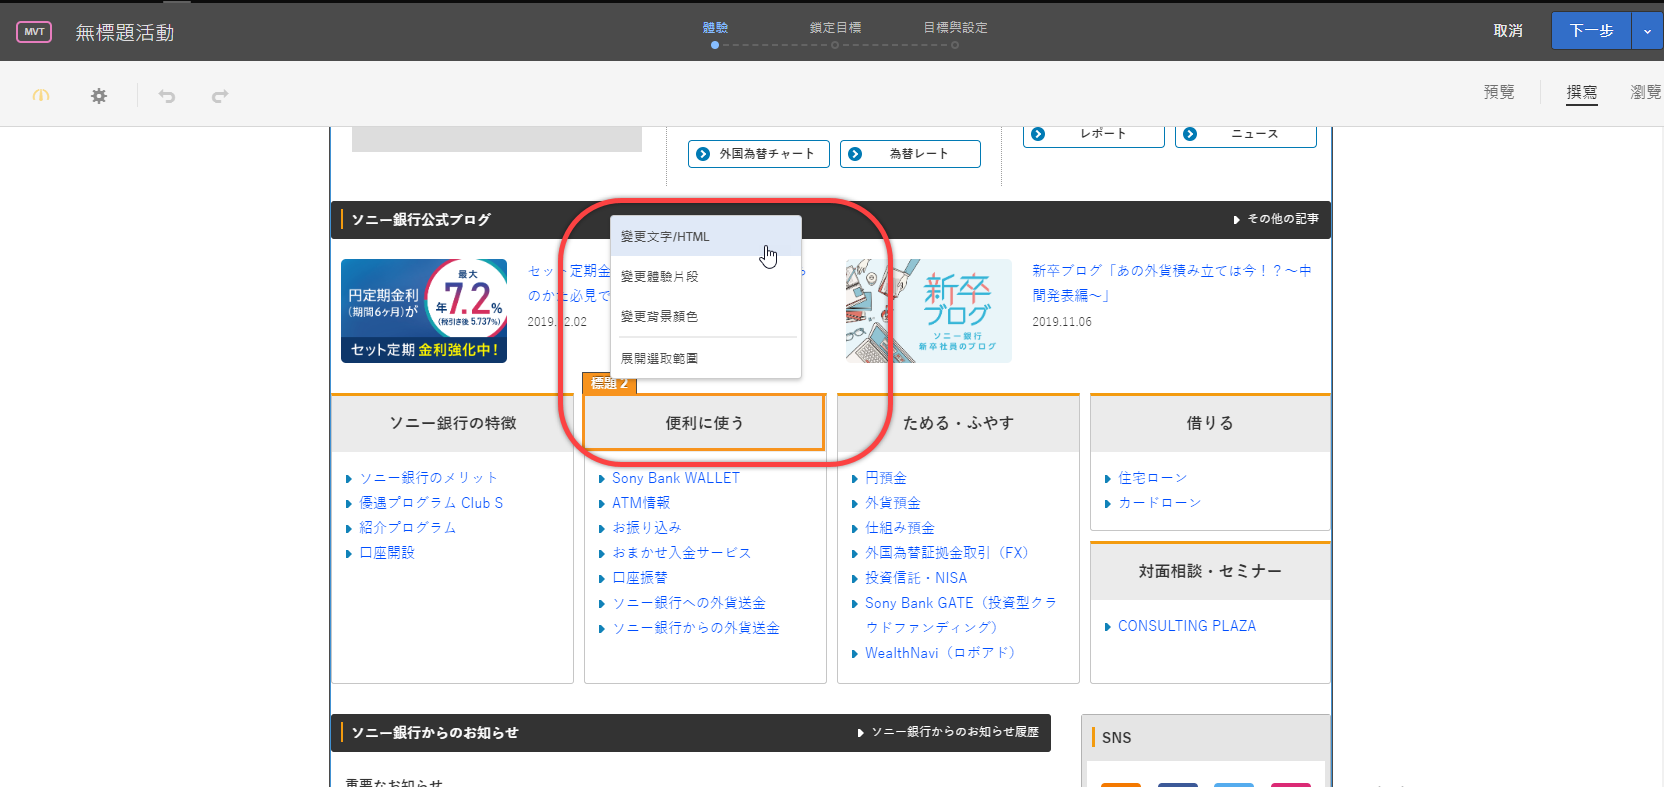 MVT
無標題活動
體驗
鎖定目標
目標與設定
取消
下一步
預覽
撰寫
瀏覽
外国為替チャート
為替レート
レポート
ニュース
ソニー銀行公式ブログ
その他の記事
變更文字/HTML
變更體驗片段
變更背景顏色
展開選取範圍
最大
円定期金利
(期間6ヶ月)が
年7.2%
(税引き後 5.737%)
セット定期 金利強化中！
セット定期金
のかた必見で
2019.12.02
新卒
ブログ
ソニー銀行
新卒社員のブログ
新卒ブログ「あの外貨積み立ては今！？～中
間発表編～」
2019.11.06
標題 2
ソニー銀行の特徴
ソニー銀行のメリット
優遇プログラム Club S
紹介プログラム
口座開設
便利に使う
Sony Bank WALLET
ATM情報
お振り込み
おまかせ入金サービス
口座振替
ソニー銀行への外貨送金
ソニー銀行からの外貨送金
ためる・ふやす
円預金
外貨預金
仕組み預金
外国為替証拠金取引（FX）
投資信託・NISA
Sony Bank GATE（投資型クラ
ウドファンディング）
WealthNavi（ロボアド）
借りる
住宅ローン
カードローン
対面相談・セミナー
CONSULTING PLAZA
ソニー銀行からのお知らせ
ソニー銀行からのお知らせ履歴
SNS
重要なお知らせ